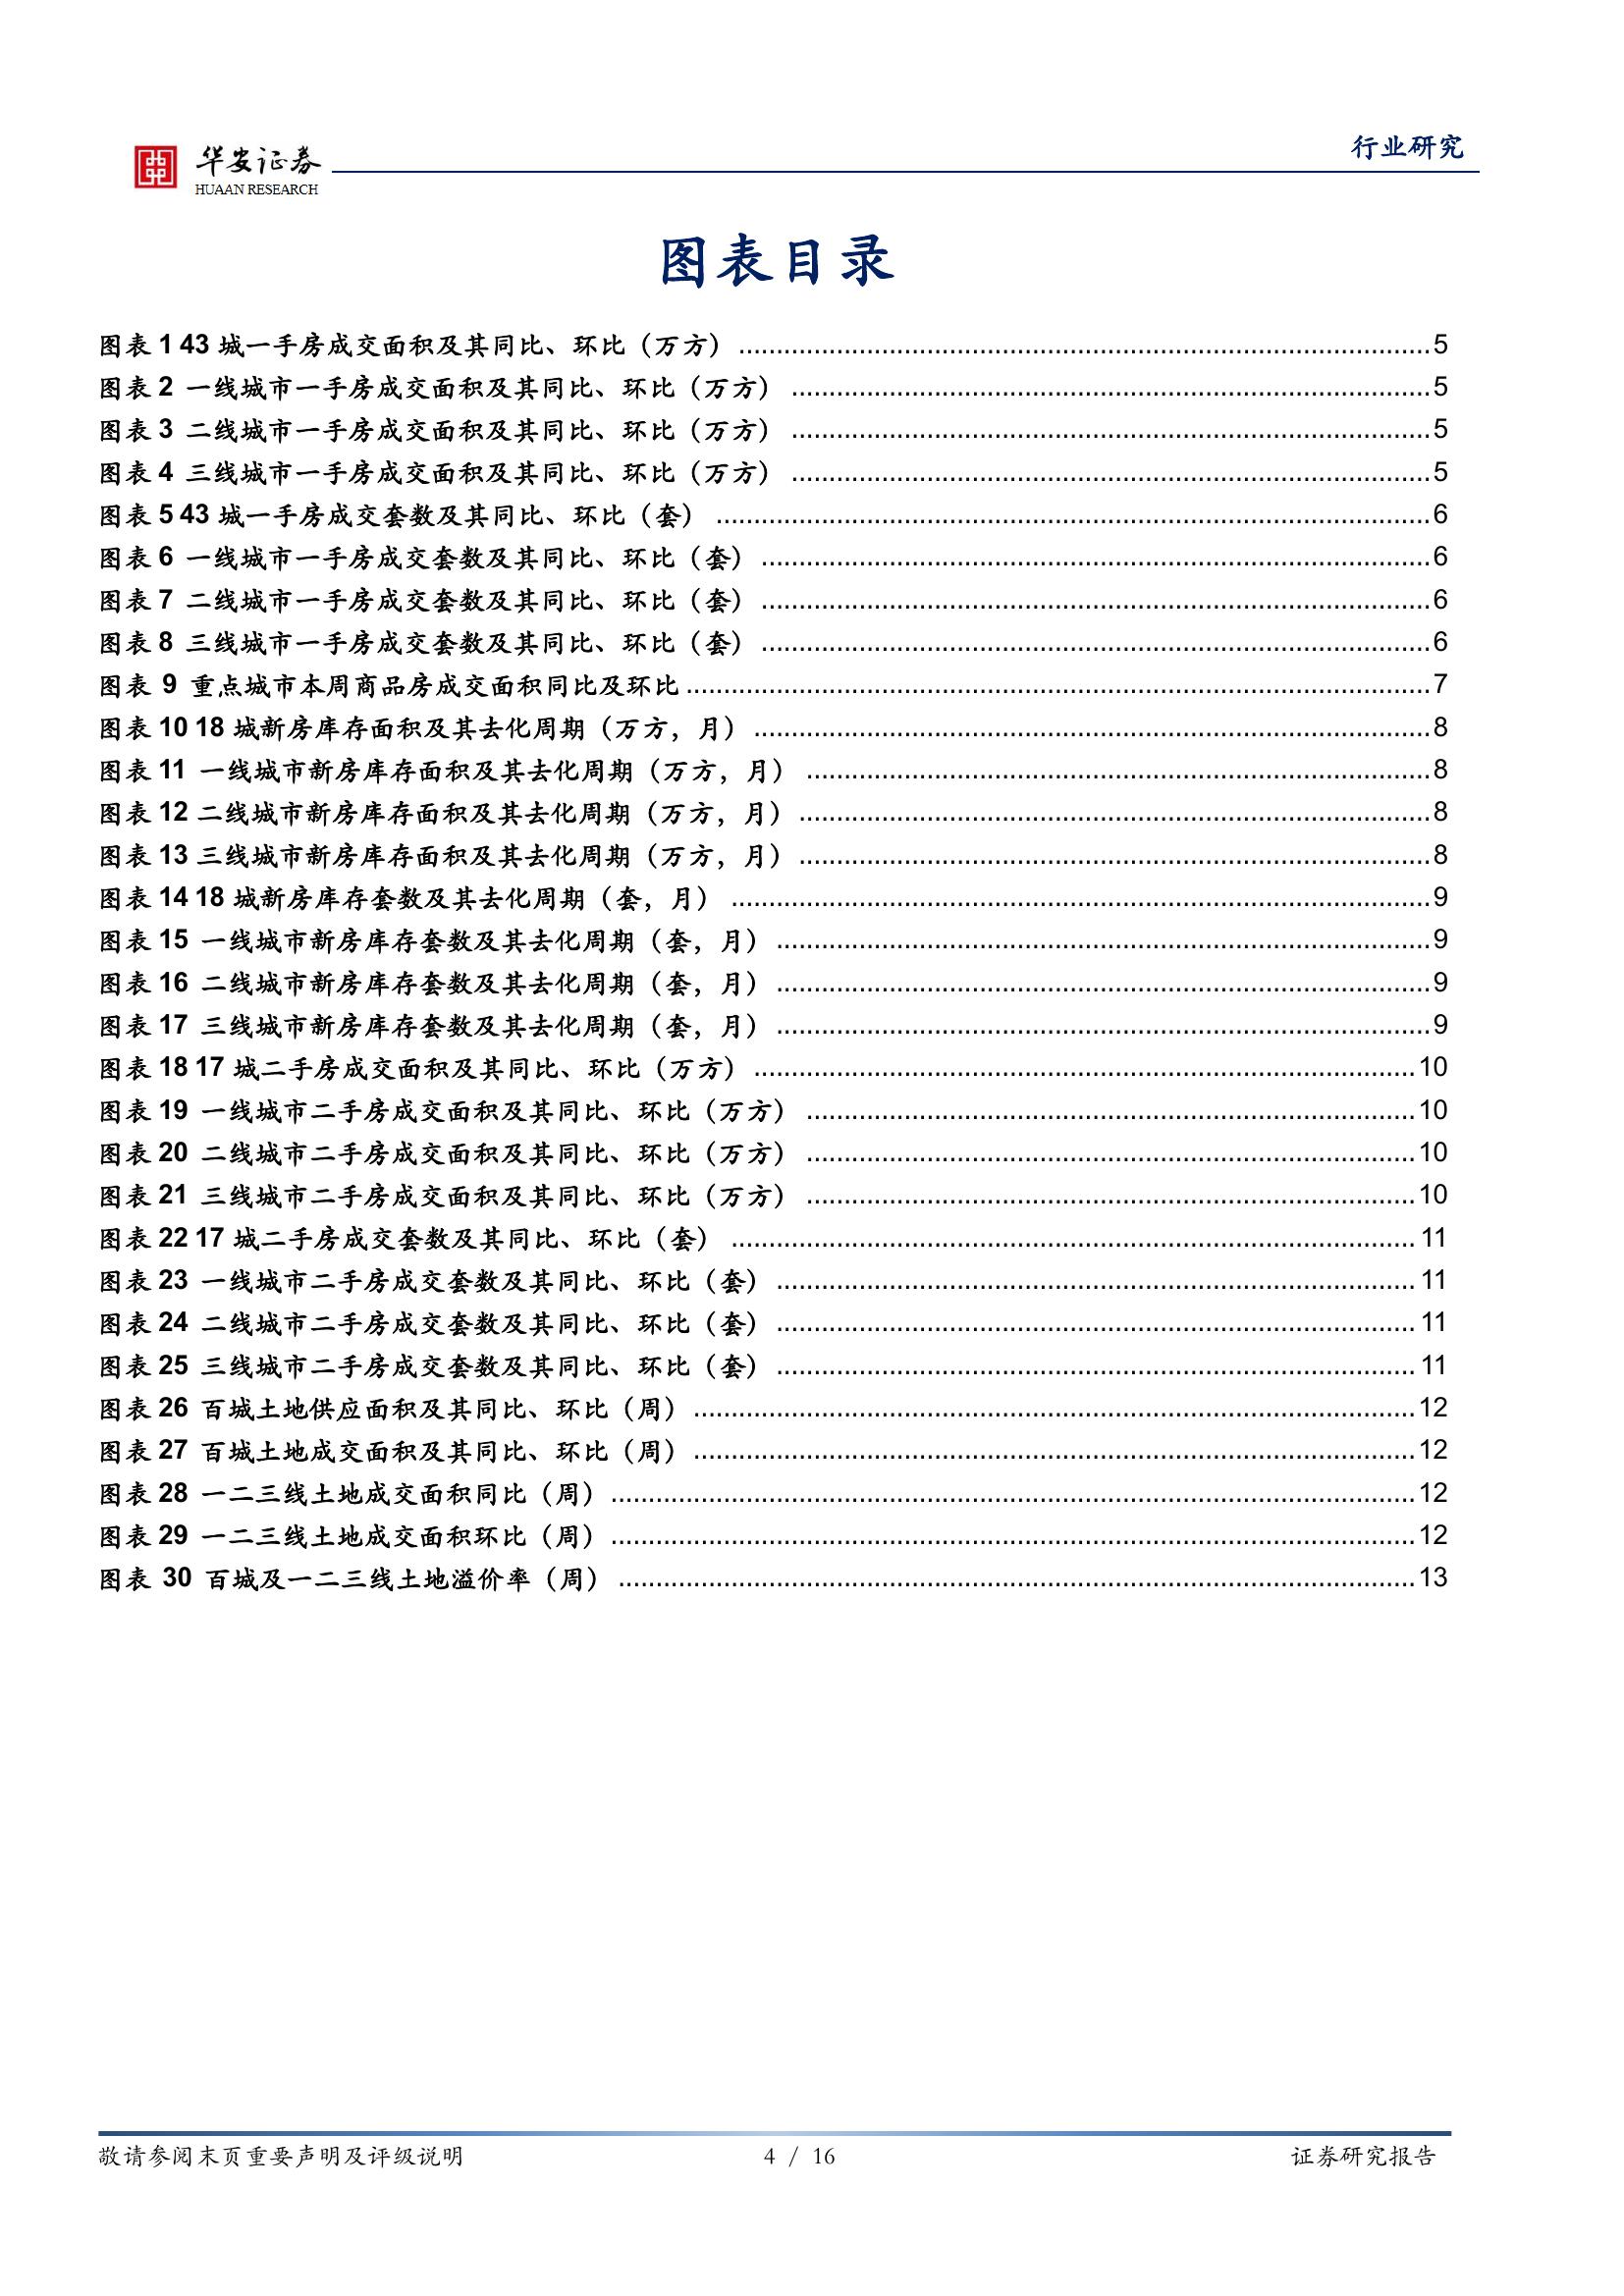 华安证券
HUAAN RESEARCH
行业研究
图表目录
图表 1 43 城一手房成交面积及其同比、环比（万方）5
图表 2 一线城市一手房成交面积及其同比、环比（万方）5
图表 3 二线城市一手房成交面积及其同比、环比（万方）5
图表 4 三线城市一手房成交面积及其同比、环比（万方）5
图表 5 43 城一手房成交套数及其同比、环比（套）6
图表 6 一线城市一手房成交套数及其同比、环比（套）6
图表 7 二线城市一手房成交套数及其同比、环比（套）6
图表 8 三线城市一手房成交套数及其同比、环比（套）6
图表 9 重点城市本周商品房成交面积同比及环比7
图表 10 18 城新房库存面积及其去化周期（万方，月）8
图表 11 一线城市新房库存面积及其去化周期（万方，月）8
图表 12 二线城市新房库存面积及其去化周期（万方，月）8
图表 13 三线城市新房库存面积及其去化周期（万方，月）8
图表 14 18 城新房库存套数及其去化周期（套，月）9
图表 15 一线城市新房库存套数及其去化周期（套，月）9
图表 16 二线城市新房库存套数及其去化周期（套，月）9
图表 17 三线城市新房库存套数及其去化周期（套，月）9
图表 18 17 城二手房成交面积及其同比、环比（万方）10
图表 19 一线城市二手房成交面积及其同比、环比（万方）10
图表 20 二线城市二手房成交面积及其同比、环比（万方）10
图表 21 三线城市二手房成交面积及其同比、环比（万方）10
图表 22 17 城二手房成交套数及其同比、环比（套）11
图表 23 一线城市二手房成交套数及其同比、环比（套）11
图表 24 二线城市二手房成交套数及其同比、环比（套）11
图表 25 三线城市二手房成交套数及其同比、环比（套）11
图表 26 百城土地供应面积及其同比、环比（周）12
图表 27 百城土地成交面积及其同比、环比（周）12
图表 28 一二三线土地成交面积同比（周）12
图表 29 一二三线土地成交面积环比（周）12
图表 30 百城及一二三线土地溢价率（周）13
敬请参阅末页重要声明及评级说明
4 / 16
证券研究报告